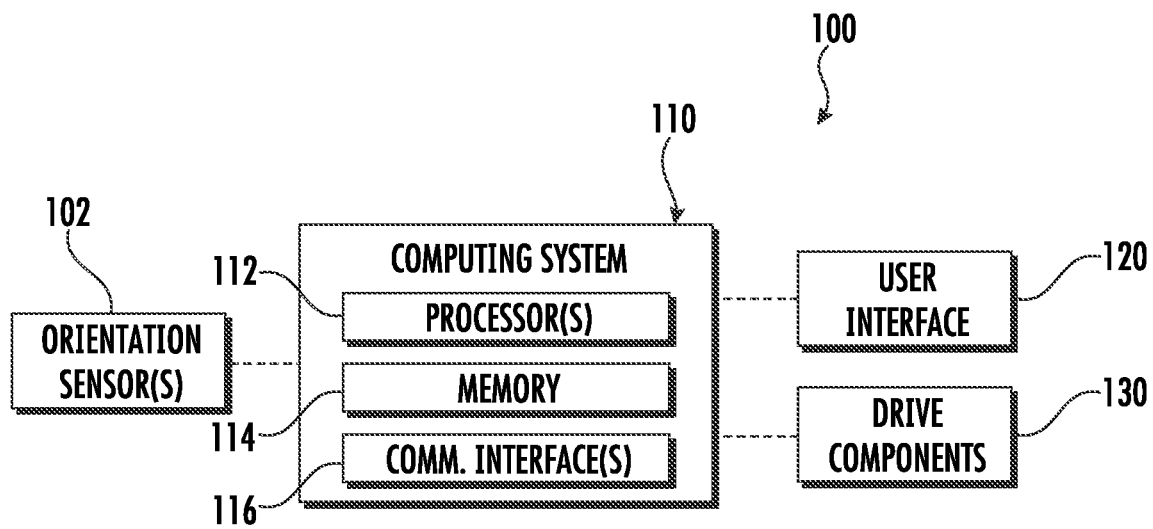 100
110
102
COMPUTING SYSTEM
112
PROCESSOR(S)
USER
INTERFACE
120
ORIENTATION
SENSOR(S)
MEMORY
114
DRIVE
COMPONENTS
130
COMM. INTERFACE(S)
116